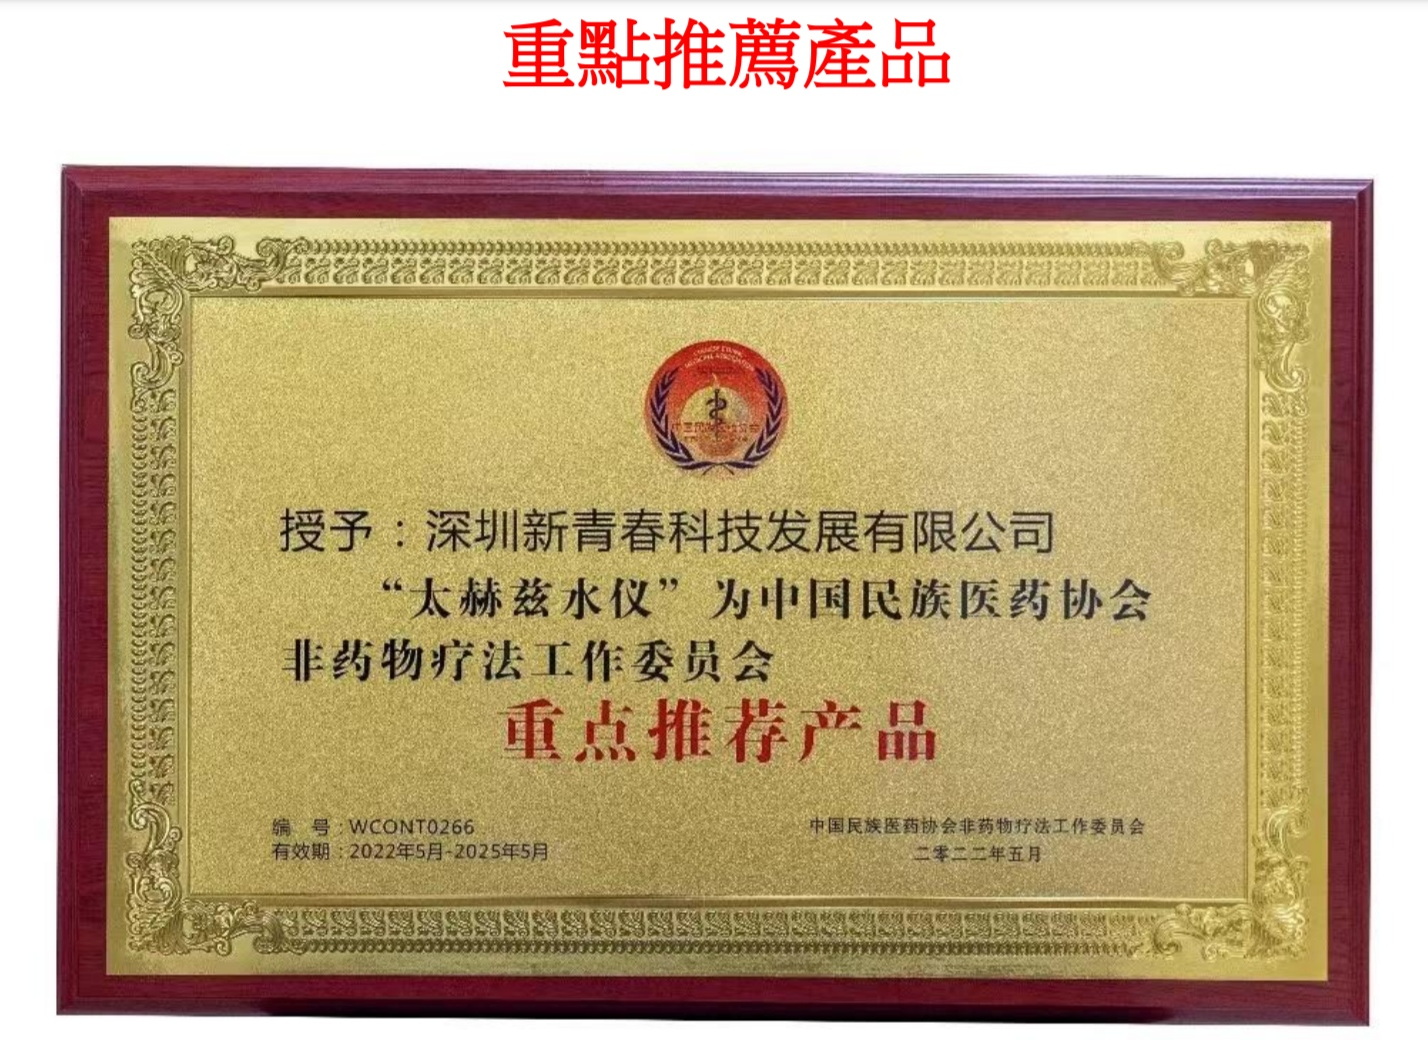 重點推薦產品
授予：深圳新青春科技发展有限公司
“太赫兹水仪”为中国民族医药协会
非药物疗法工作委员会
重点推荐产品
编 号：WCONT0266
有效期：2022年5月-2025年5月
中国民族医药协会非药物疗法工作委员会
二零二二年五月